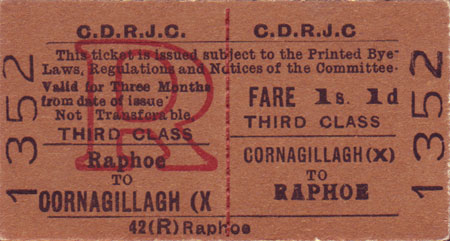 C.D.R.J.C. C.D.R.J.C
This ticket is issued subject to the Printed Bye-
Laws, Regulations and Notices of the Committee-
Valid for Three Months
from date of issue
Not Transforable.
THIRD CLASS
Raphoe
TO
OORNAGILLAGH (X
FARE 1s. 1d
THIRD CLASS
CORNAGILLAGH (X)
TO
RAPHOE
42(R)Raphoe
R
1352
1352